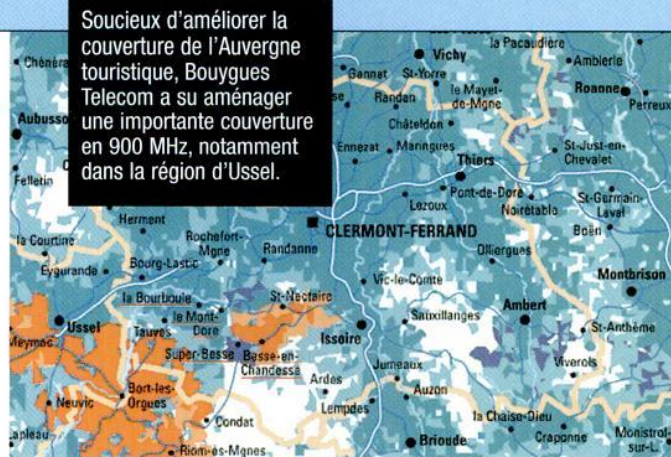 Soucieux d'améliorer la
couverture de l'Auvergne
touristique, Bouygues
Telecom a su aménager
une importante couverture
en 900 MHz, notamment
dans la région d'Ussel.
la Pacaudière
Vichy
Ambierle
Gannat
St-Yorre
Roanne
Randan
le Mayet-
de-Mgne
Perreux
Châteldon
Ennezat
Maringues
Thiers
St-Just-en-
Chevalet
Felletin
Pont-de-Dore
Lezoux
Noirétable
St-Germain-
Laval
Herment
CLERMONT-FERRAND
Boën
la Courtine
Rochefort-
Mgne
Randanne
Olliergues
Eygurande
Bourg-Lastic
Vic-le-Comte
Montbrison
la Bourboule
St-Nectaire
Ambert
Ussel
le Mont-
Dore
Sauxillanges
Meymac
Tauves
Issoire
St-Anthème
Super-Besse
Besse-en-
Chandesse
Viverols
Jumeaux
Ardes
Neuvic
Bort-les-
Orgues
Lempdes
Auzon
Condat
la Chaise-Dieu
Lapleau
Riom-ès-Mgnes
Brioude
Craponne
Monistrol-
sur-L.